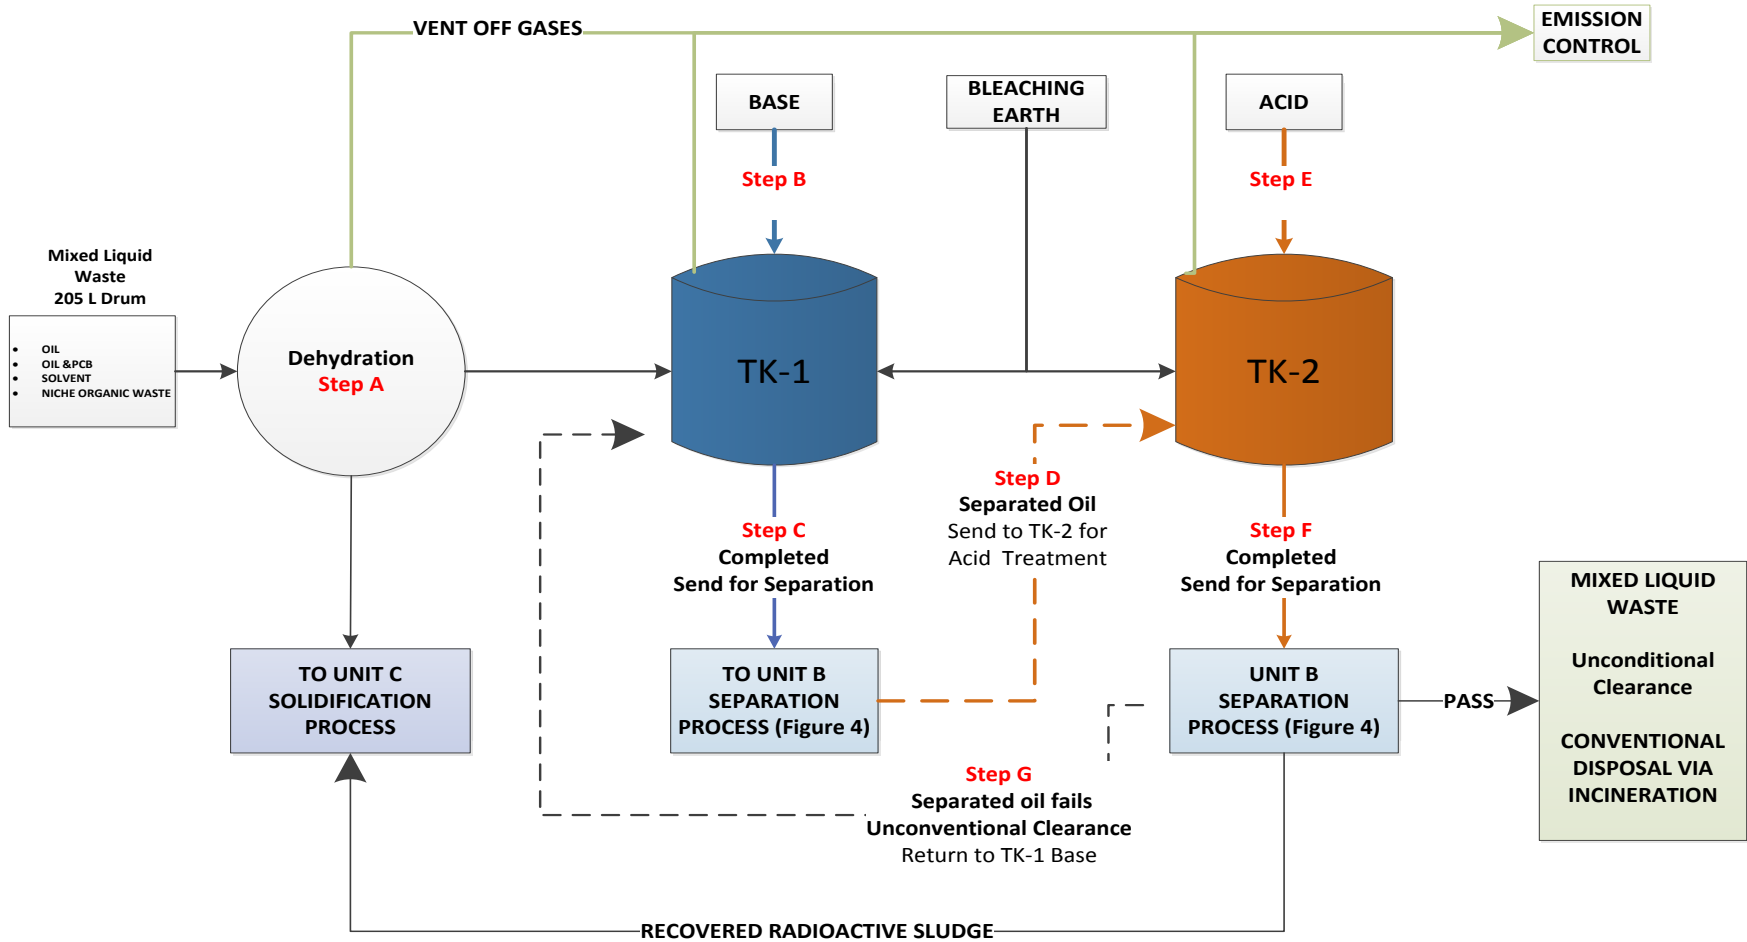 VENT OFF GASES
EMISSION
CONTROL
BASE
BLEACHING
EARTH
ACID
Step B
Step E
Mixed Liquid
Waste
205 L Drum
• OIL
• OIL &PCB
• SOLVENT
• NICHE ORGANIC WASTE
Dehydration
Step A
TK-1
TK-2
Step D
Separated Oil
Send to TK-2 for
Acid Treatment
Step C
Completed
Send for Separation
Step F
Completed
Send for Separation
TO UNIT C
SOLIDIFICATION
PROCESS
TO UNIT B
SEPARATION
PROCESS (Figure 4)
UNIT B
SEPARATION
PROCESS (Figure 4)
PASS
MIXED LIQUID
WASTE
Unconditional
Clearance
CONVENTIONAL
DISPOSAL VIA
INCINERATION
Step G
Separated oil fails
Unconventional Clearance
Return to TK-1 Base
RECOVERED RADIOACTIVE SLUDGE